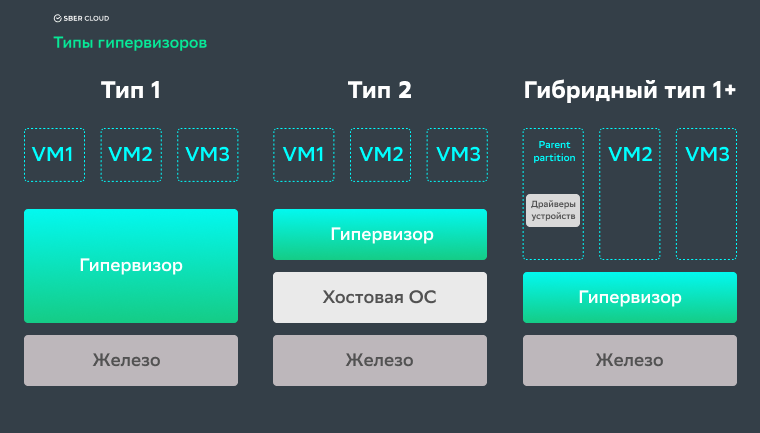 SBER CLOUD
Типы гипервизоров
Тип 1
VM1 VM2 VM3
Гипервизор
Железо
Тип 2
VM1 VM2 VM3
Гипервизор
Хостовая ОС
Железо
Гибридный тип 1+
Parent
partition
Драйверы
устройств
VM2 VM3
Гипервизор
Железо